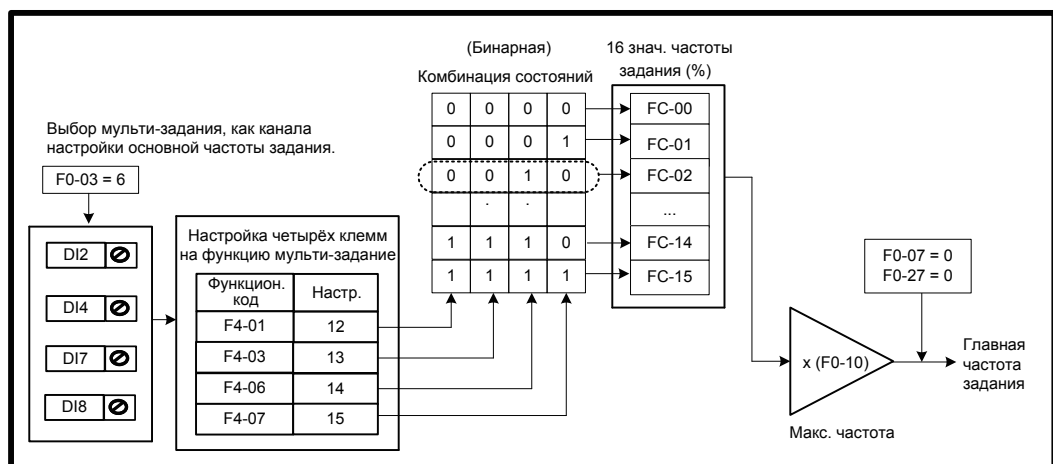 (Бинарная)
Комбинация состояний
16 знач. частоты
задания (%)
Выбор мульти-задания, как канала
настройки основной частоты задания.
F0-03 = 6
0 0 0 0
FC-00
0 0 0 1
FC-01
0 0 1 0
FC-02
. .
...
1 1 1 0
FC-14
1 1 1 1
FC-15
DI2
DI4
DI7
DI8
Настройка четырёх клемм
на функцию мульти-задание
Функцион. код
Настр.
F4-01 12
F4-03 13
F4-06 14
F4-07 15
F0-07 = 0
F0-27 = 0
x (F0-10)
Главная
частота
задания
Макс. частота